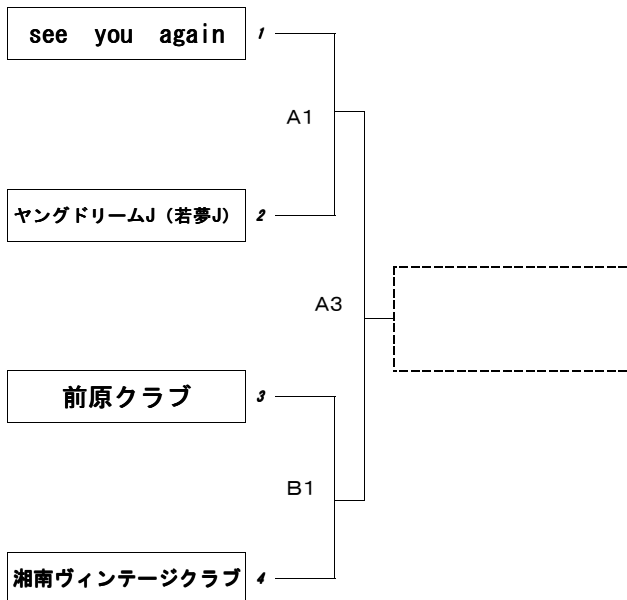 see you again 1
A1
ヤングドリームJ（若夢J） 2
A3
前原クラブ 3
B1
湘南ヴィンテージクラブ 4